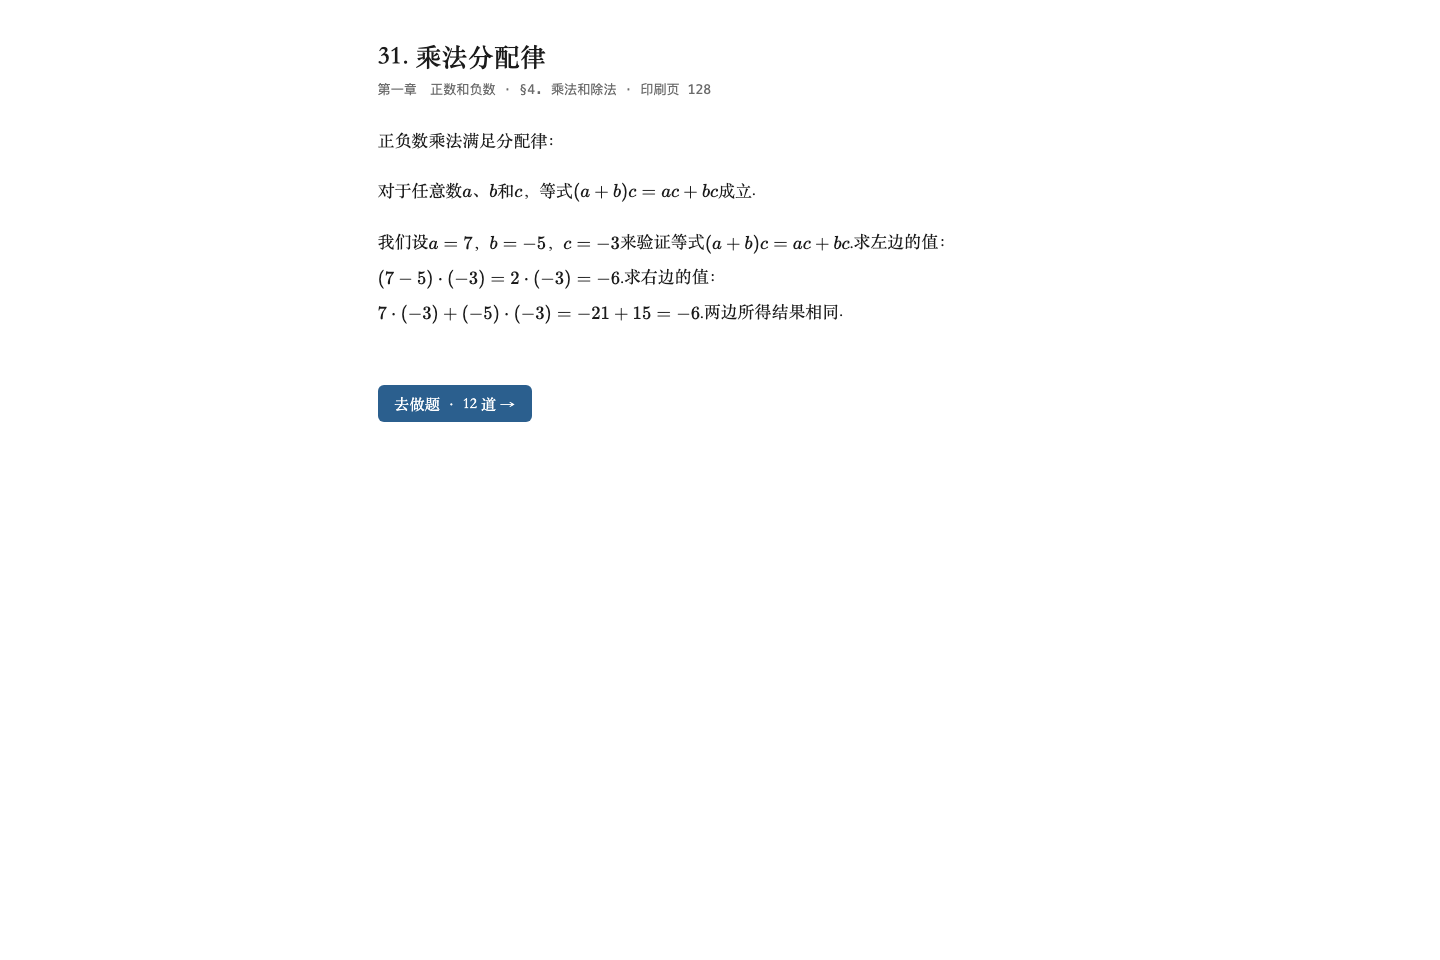 31. 乘法分配律
第一章 正数和负数 · §4. 乘法和除法 · 印刷页 128
正负数乘法满足分配律：
对于任意数a、b和c，等式(a + b)c = ac + bc成立.
我们设a = 7，b = −5，c = −3来验证等式(a + b)c = ac + bc.求左边的值：
(7 − 5) · (−3) = 2 · (−3) = −6.求右边的值：
7 · (−3) + (−5) · (−3) = −21 + 15 = −6.两边所得结果相同.
去做题 · 12 道 →